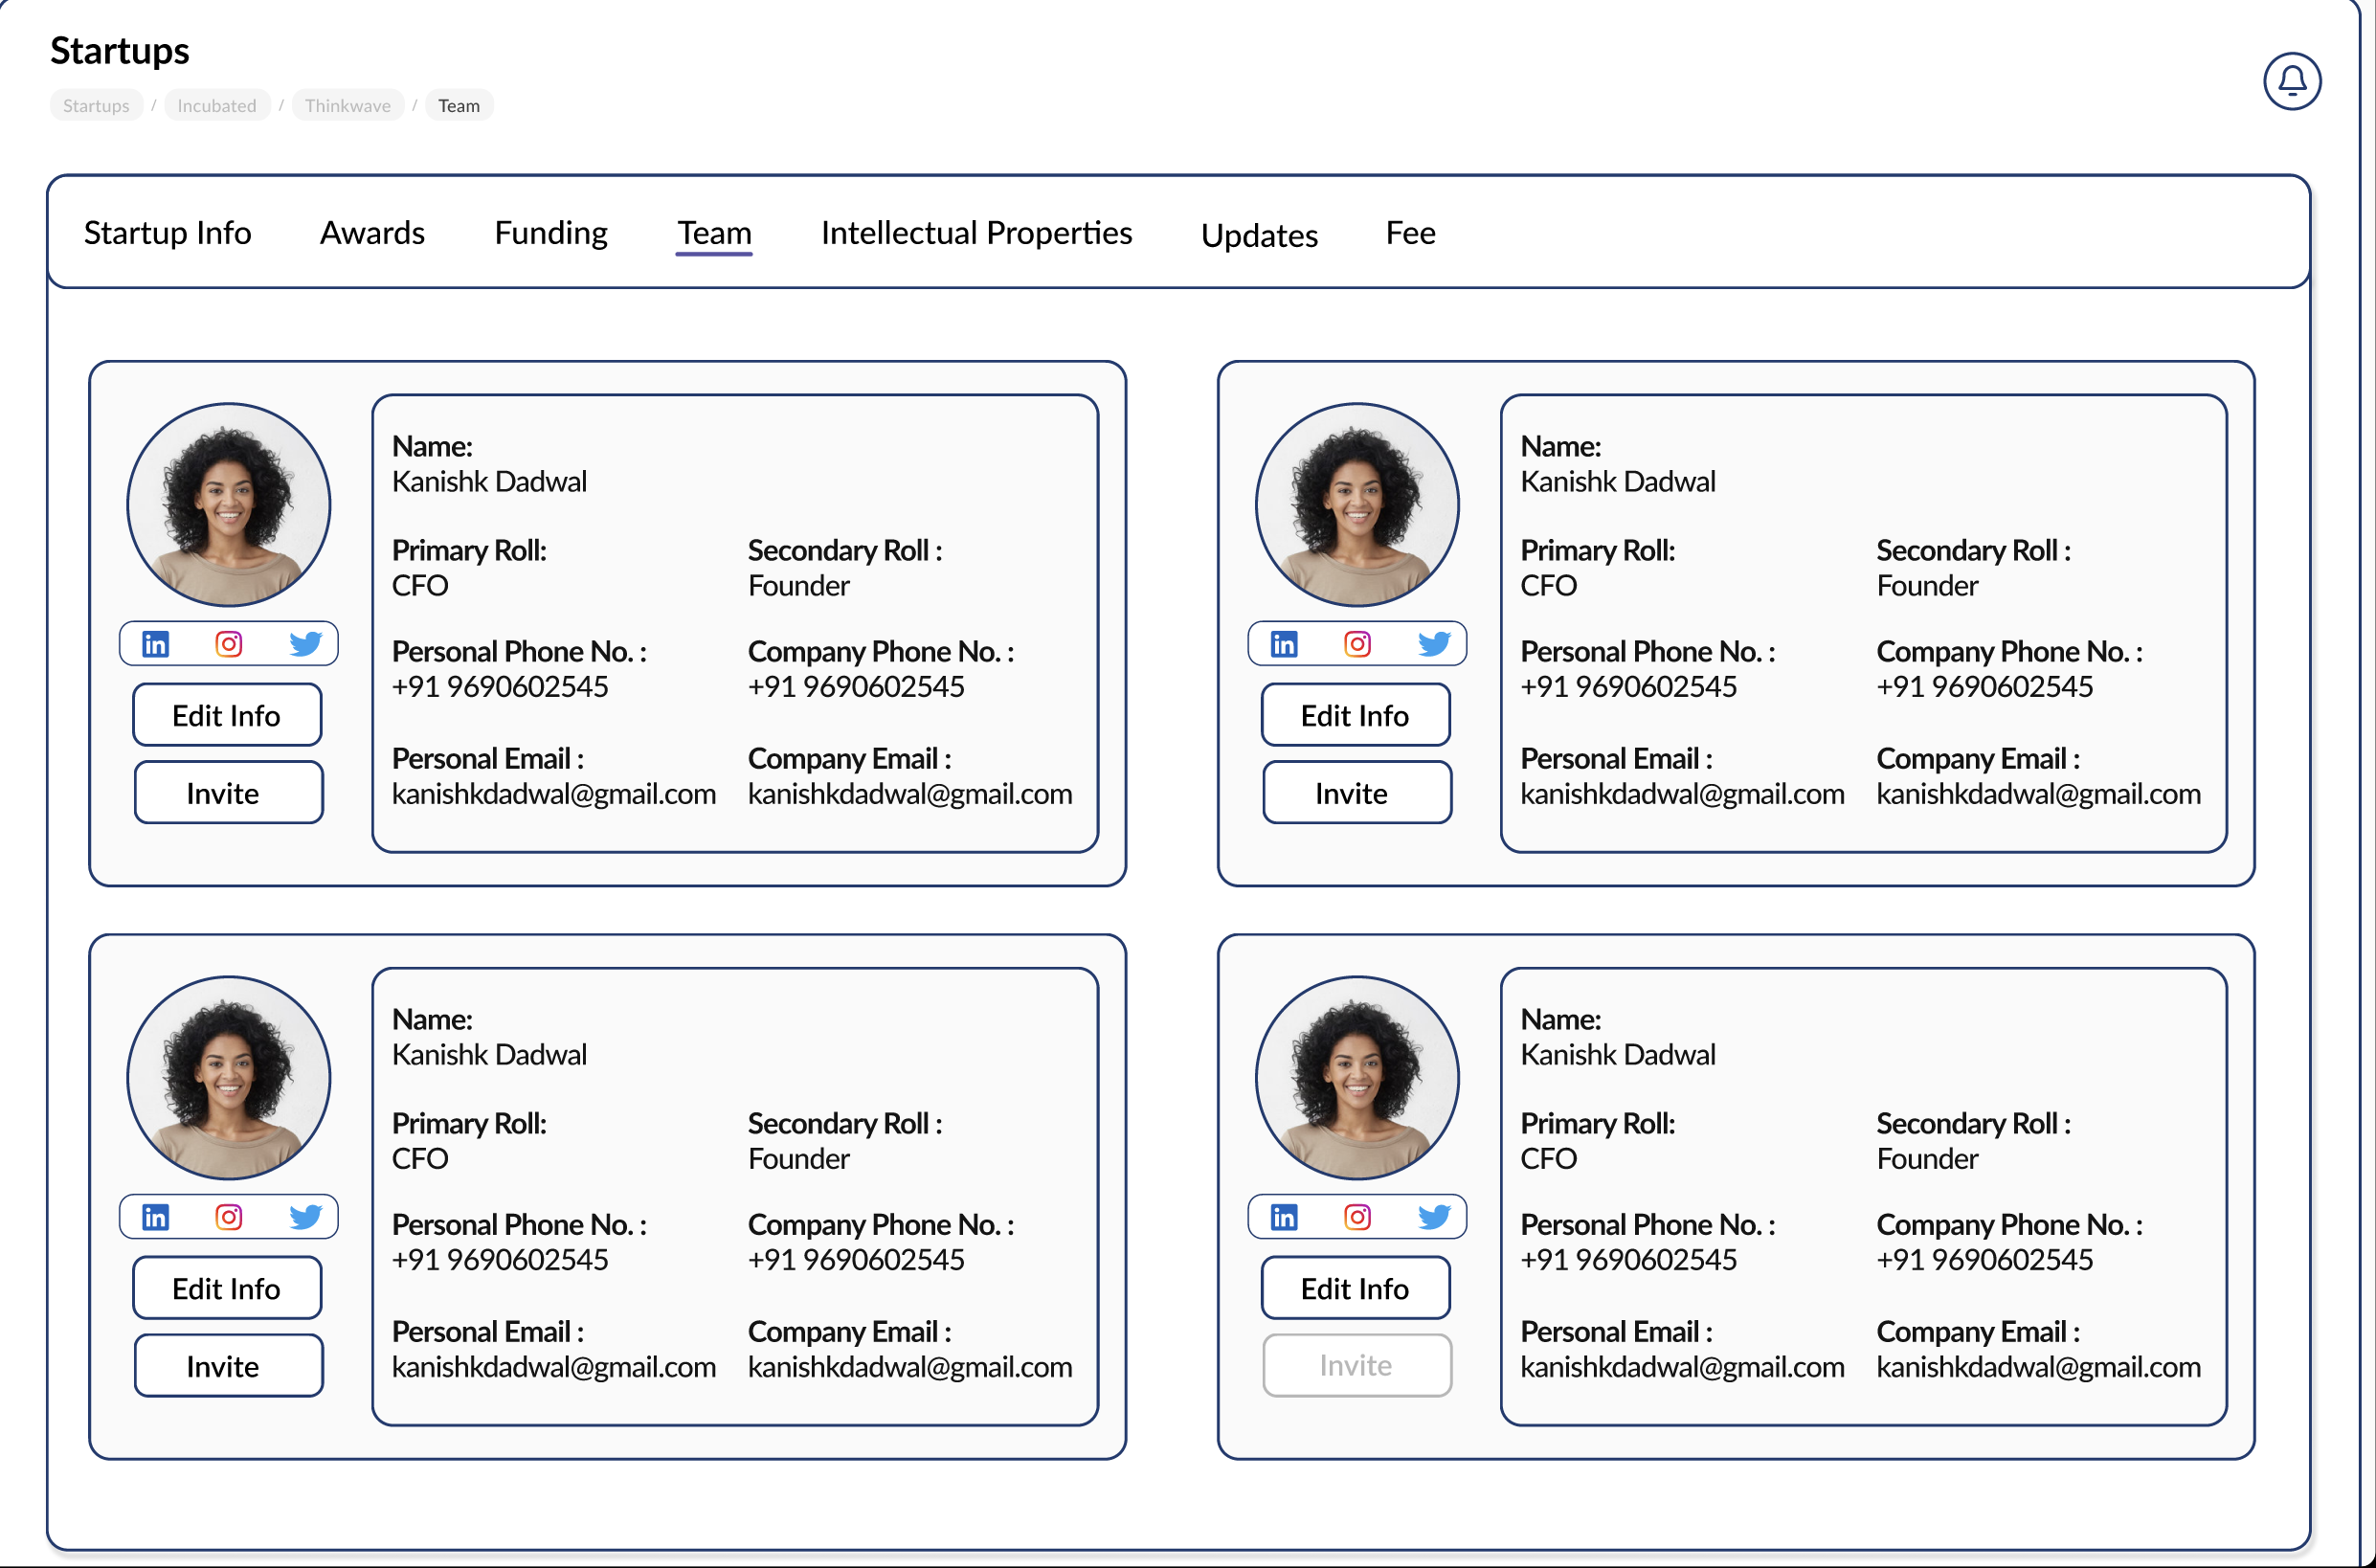 Startups
Startups / Incubated / Thinkwave / Team
Startup Info Awards Funding Team Intellectual Properties Updates Fee
Name:
Kanishk Dadwal
Primary Roll: Secondary Roll :
CFO Founder
in
Personal Phone No. : Company Phone No. :
+91 9690602545 +91 9690602545
Edit Info
Personal Email : Company Email :
kanishkdadwal@gmail.com kanishkdadwal@gmail.com
Invite
Name:
Kanishk Dadwal
Primary Roll: Secondary Roll :
CFO Founder
in
Personal Phone No. : Company Phone No. :
+91 9690602545 +91 9690602545
Edit Info
Personal Email : Company Email :
kanishkdadwal@gmail.com kanishkdadwal@gmail.com
Invite
Name:
Kanishk Dadwal
Primary Roll: Secondary Roll :
CFO Founder
in
Personal Phone No. : Company Phone No. :
+91 9690602545 +91 9690602545
Edit Info
Personal Email : Company Email :
kanishkdadwal@gmail.com kanishkdadwal@gmail.com
Invite
Name:
Kanishk Dadwal
Primary Roll: Secondary Roll :
CFO Founder
in
Personal Phone No. : Company Phone No. :
+91 9690602545 +91 9690602545
Edit Info
Personal Email : Company Email :
kanishkdadwal@gmail.com kanishkdadwal@gmail.com
Invite